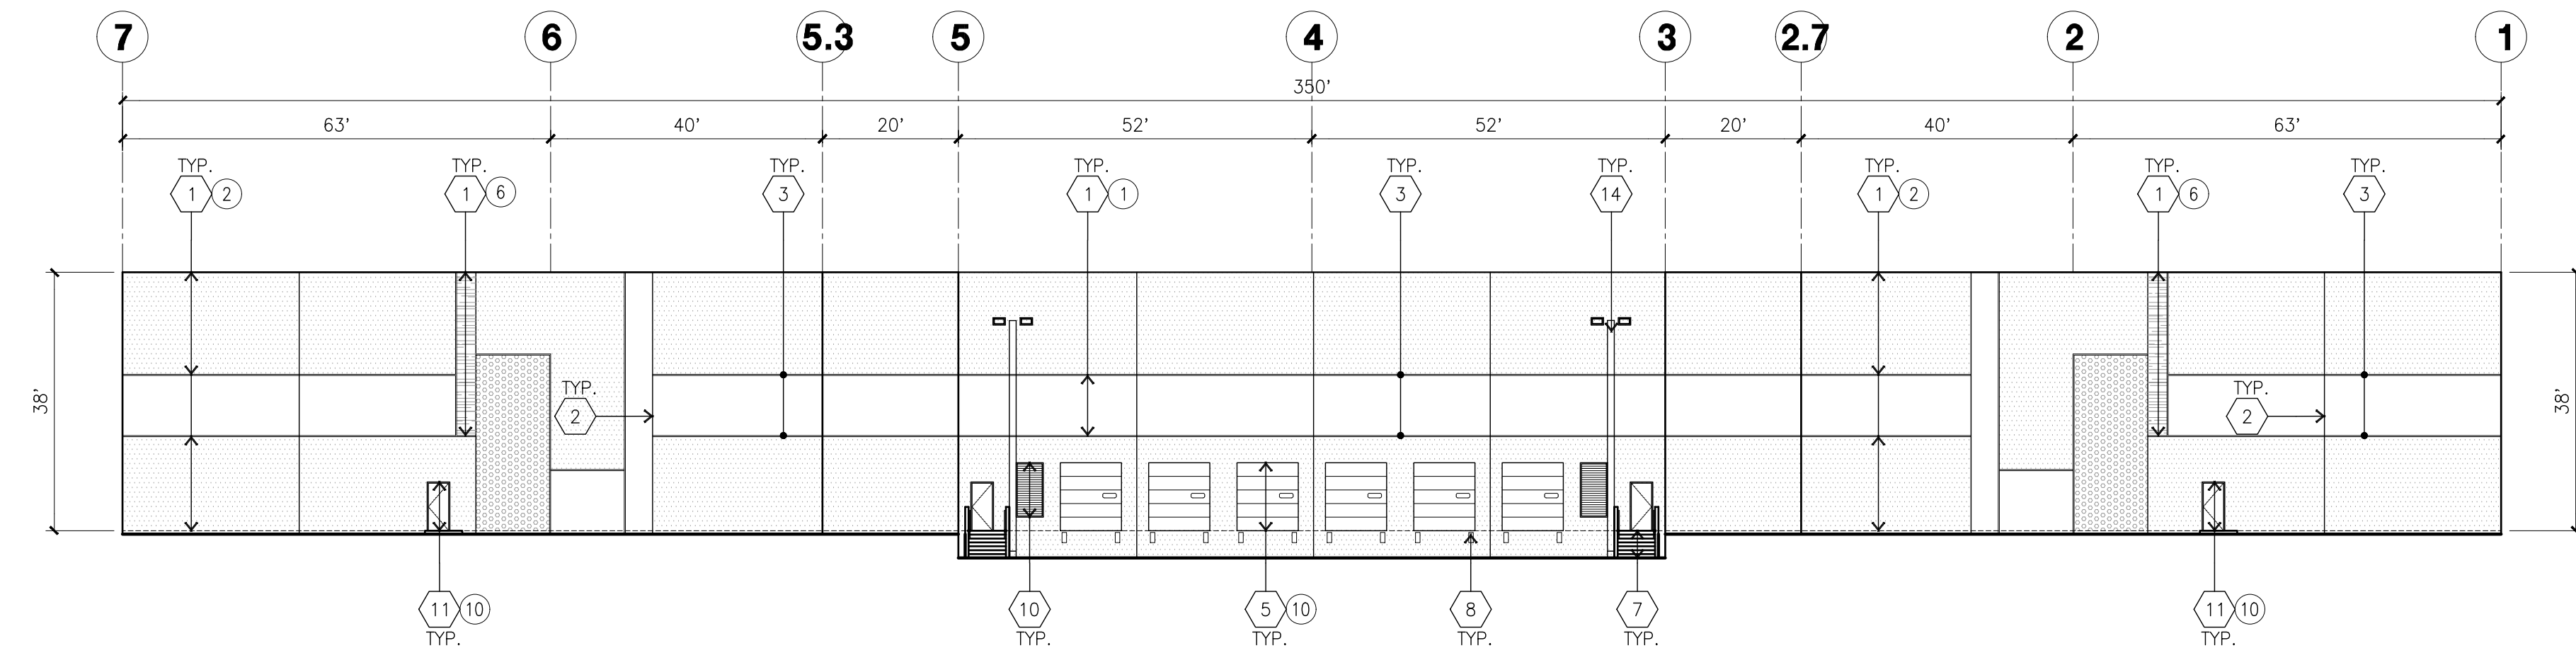 7 6 5.3 5 4 3 2.7 2 1
350'
63' 40' 20' 52' 52' 20' 40' 63'
TYP. TYP. TYP. TYP. TYP. TYP. TYP. TYP. TYP.
1 2 1 6 3 1 1 3 14 1 2 1 6 3
38' 38'
TYP. TYP.
2 2
11 10 10 5 10 8 7 11 10
TYP. TYP. TYP. TYP. TYP. TYP.